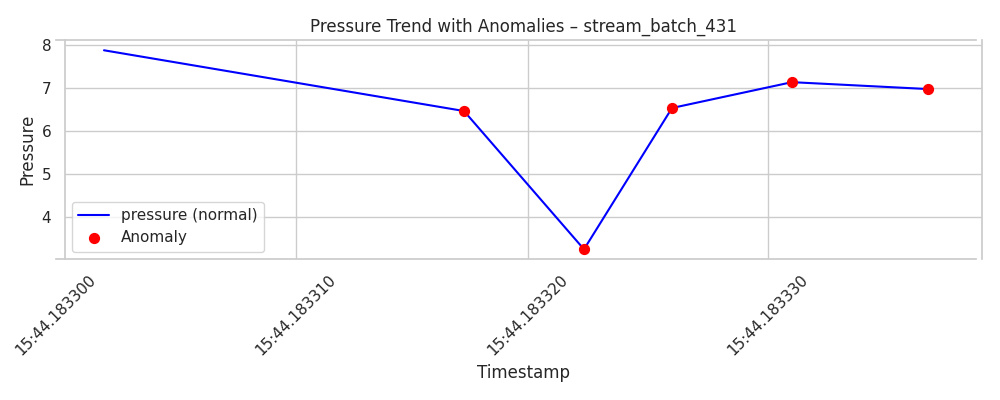 Pressure Trend with Anomalies – stream_batch_431
Pressure
8
7
6
5
4
pressure (normal)
Anomaly
15:44.183300
15:44.183310
15:44.183320
15:44.183330
Timestamp